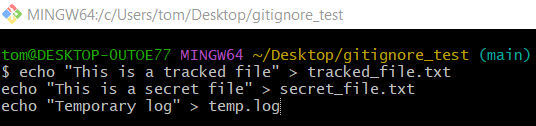 MINGW64:/c/Users/tom/Desktop/gitignore_test
tom@DESKTOP-OUTOE77 MINGW64 ~/Desktop/gitignore_test (main)
$ echo "This is a tracked file" > tracked_file.txt
echo "This is a secret file" > secret_file.txt
echo "Temporary log" > temp.log